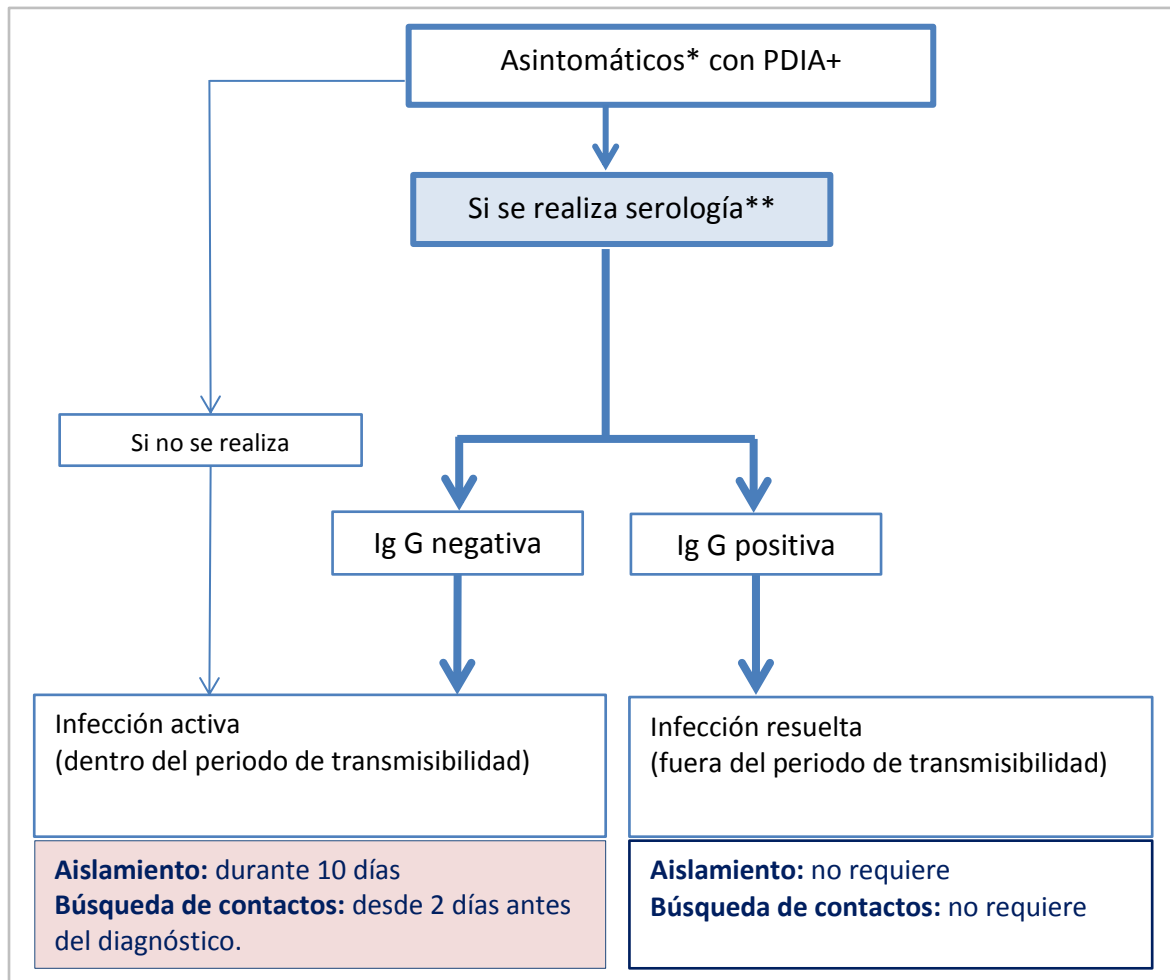 Asintomáticos* con PDIA+
Si se realiza serología**
Si no se realiza
Ig G negativa
Ig G positiva
Infección activa
(dentro del periodo de transmisibilidad)
Infección resuelta
(fuera del periodo de transmisibilidad)
Aislamiento: durante 10 días
Búsqueda de contactos: desde 2 días antes
del diagnóstico.
Aislamiento: no requiere
Búsqueda de contactos: no requiere